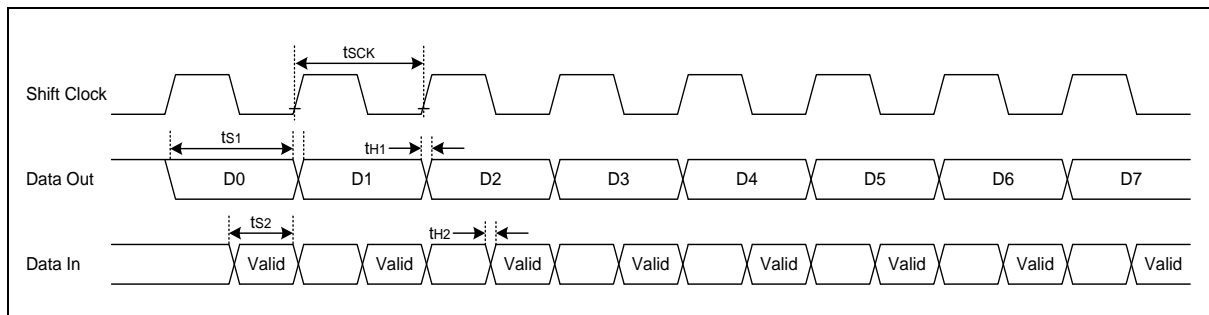 tSCK
Shift Clock
tS1
tH1
Data Out D0 D1 D2 D3 D4 D5 D6 D7
tS2
tH2
Data In Valid Valid Valid Valid Valid Valid Valid Valid